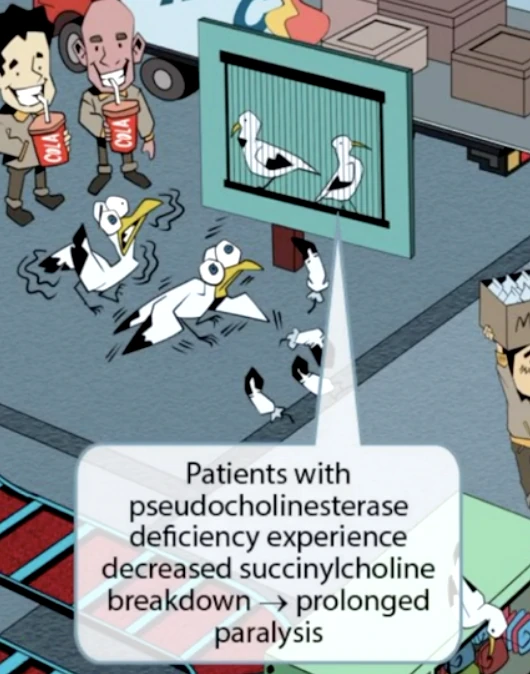 COLA
COLA
Patients with
pseudocholinesterase
deficiency experience
decreased succinylcholine
breakdown → prolonged
paralysis